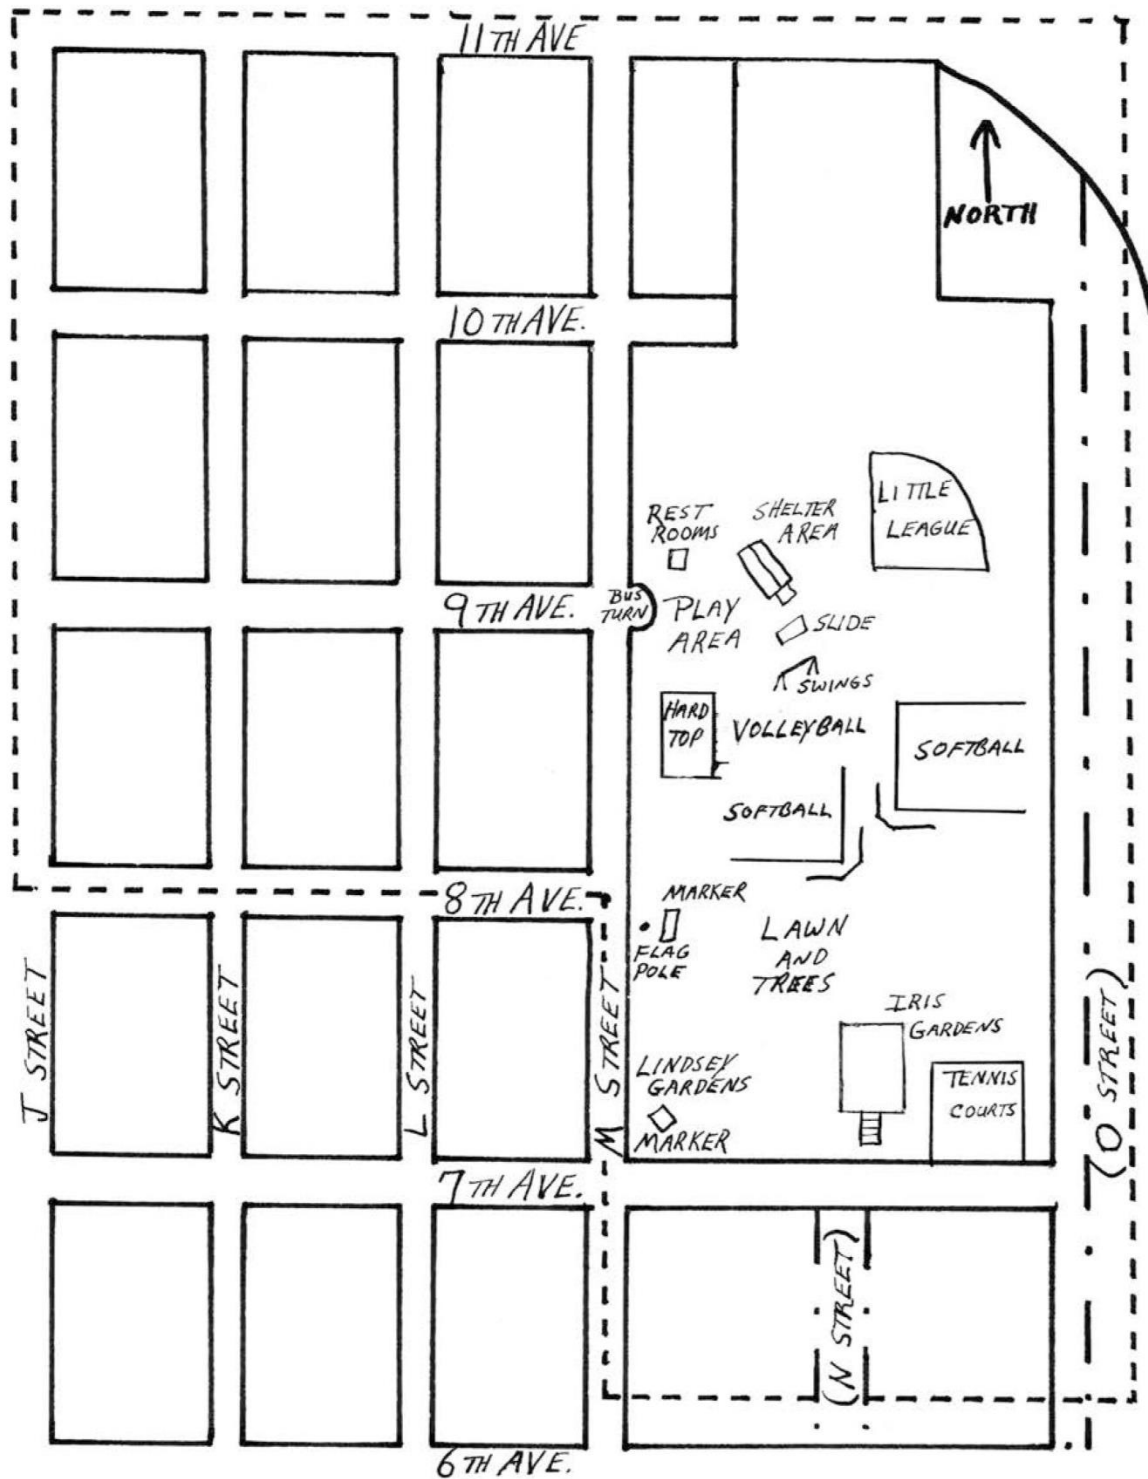 11TH AVE
NORTH
10TH AVE.
LITTLE
LEAGUE
REST
ROOMS
SHELTER
AREA
9TH AVE.
BUS
TURN
PLAY
AREA
SLIDE
SWINGS
HARD
TOP
VOLLEYBALL
SOFTBALL
SOFTBALL
8TH AVE.
MARKER
FLAG
POLE
LAWN
AND
TREES
IRIS
GARDENS
J STREET
K STREET
L STREET
M STREET
LINDSEY
GARDENS
MARKER
TENNIS
COURTS
(O STREET)
7TH AVE.
(N STREET)
6TH AVE.